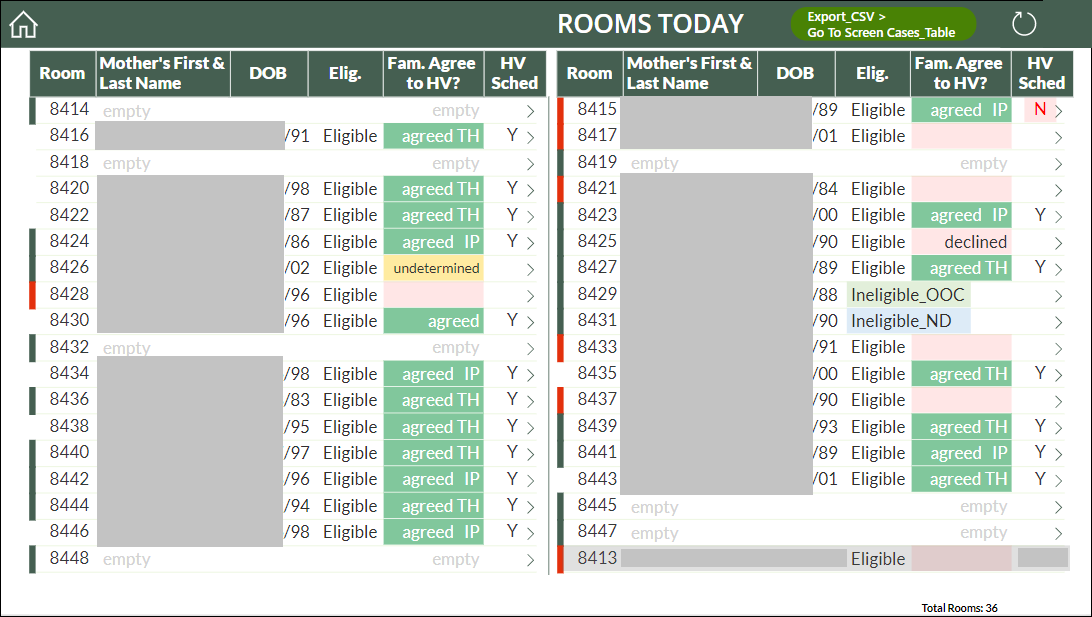 ROOMS TODAY
Export_CSV >
Go To Screen Cases_Table
Room Mother's First & Last Name DOB Elig. Fam. Agree to HV? HV Sched
8414 empty empty
8416 /91 Eligible agreed TH Y
8418 empty empty
8420 /98 Eligible agreed TH Y
8422 /87 Eligible agreed TH Y
8424 /86 Eligible agreed IP Y
8426 /02 Eligible undetermined
8428 /96 Eligible
8430 /96 Eligible agreed Y
8432 empty empty
8434 /98 Eligible agreed IP Y
8436 /83 Eligible agreed TH Y
8438 /95 Eligible agreed TH Y
8440 /97 Eligible agreed TH Y
8442 /96 Eligible agreed IP Y
8444 /94 Eligible agreed TH Y
8446 /98 Eligible agreed IP Y
8448 empty empty
Room Mother's First & Last Name DOB Elig. Fam. Agree to HV? HV Sched
8415 /89 Eligible agreed IP N
8417 /01 Eligible
8419 empty empty
8421 /84 Eligible
8423 /00 Eligible agreed IP Y
8425 /90 Eligible declined
8427 /89 Eligible agreed TH Y
8429 /88 Ineligible_OOC
8431 /90 Ineligible_ND
8433 /91 Eligible
8435 /00 Eligible agreed TH Y
8437 /90 Eligible
8439 /93 Eligible agreed TH Y
8441 /89 Eligible agreed IP Y
8443 /01 Eligible agreed TH Y
8445 empty empty
8447 empty empty
8413 Eligible
Total Rooms: 36